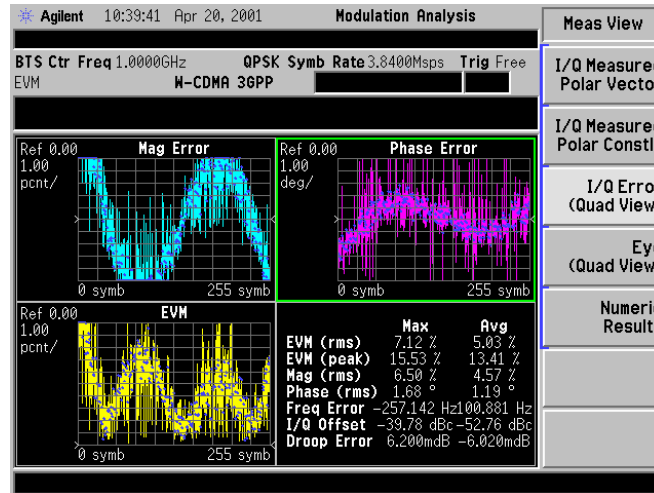 Agilent 10:39:41 Apr 20, 2001 Modulation Analysis
Meas View
BTS Ctr Freq 1.0000GHz QPSK Symb Rate 3.8400Msps Trig Free
EVM W-CDMA 3GPP
I/Q Measured
Polar Vecto
I/Q Measured
Polar Constl
I/Q Erro
(Quad View
Ey
(Quad View
Numeri
Result
Ref 0.00 Mag Error
1.00
pcnt/
0 symb 255 symb
Ref 0.00 Phase Error
1.00
deg/
0 symb 255 symb
Ref 0.00 EVM
1.00
pcnt/
0 symb 255 symb
Max Avg
EVM (rms) 7.12 % 5.03 %
EVM (peak) 15.53 % 13.41 %
Mag (rms) 6.50 % 4.57 %
Phase (rms) 1.68 ° 1.19 °
Freq Error -257.142 Hz100.881 Hz
I/Q Offset -39.78 dBc-52.76 dBc
Droop Error 6.200mdB -6.020mdB